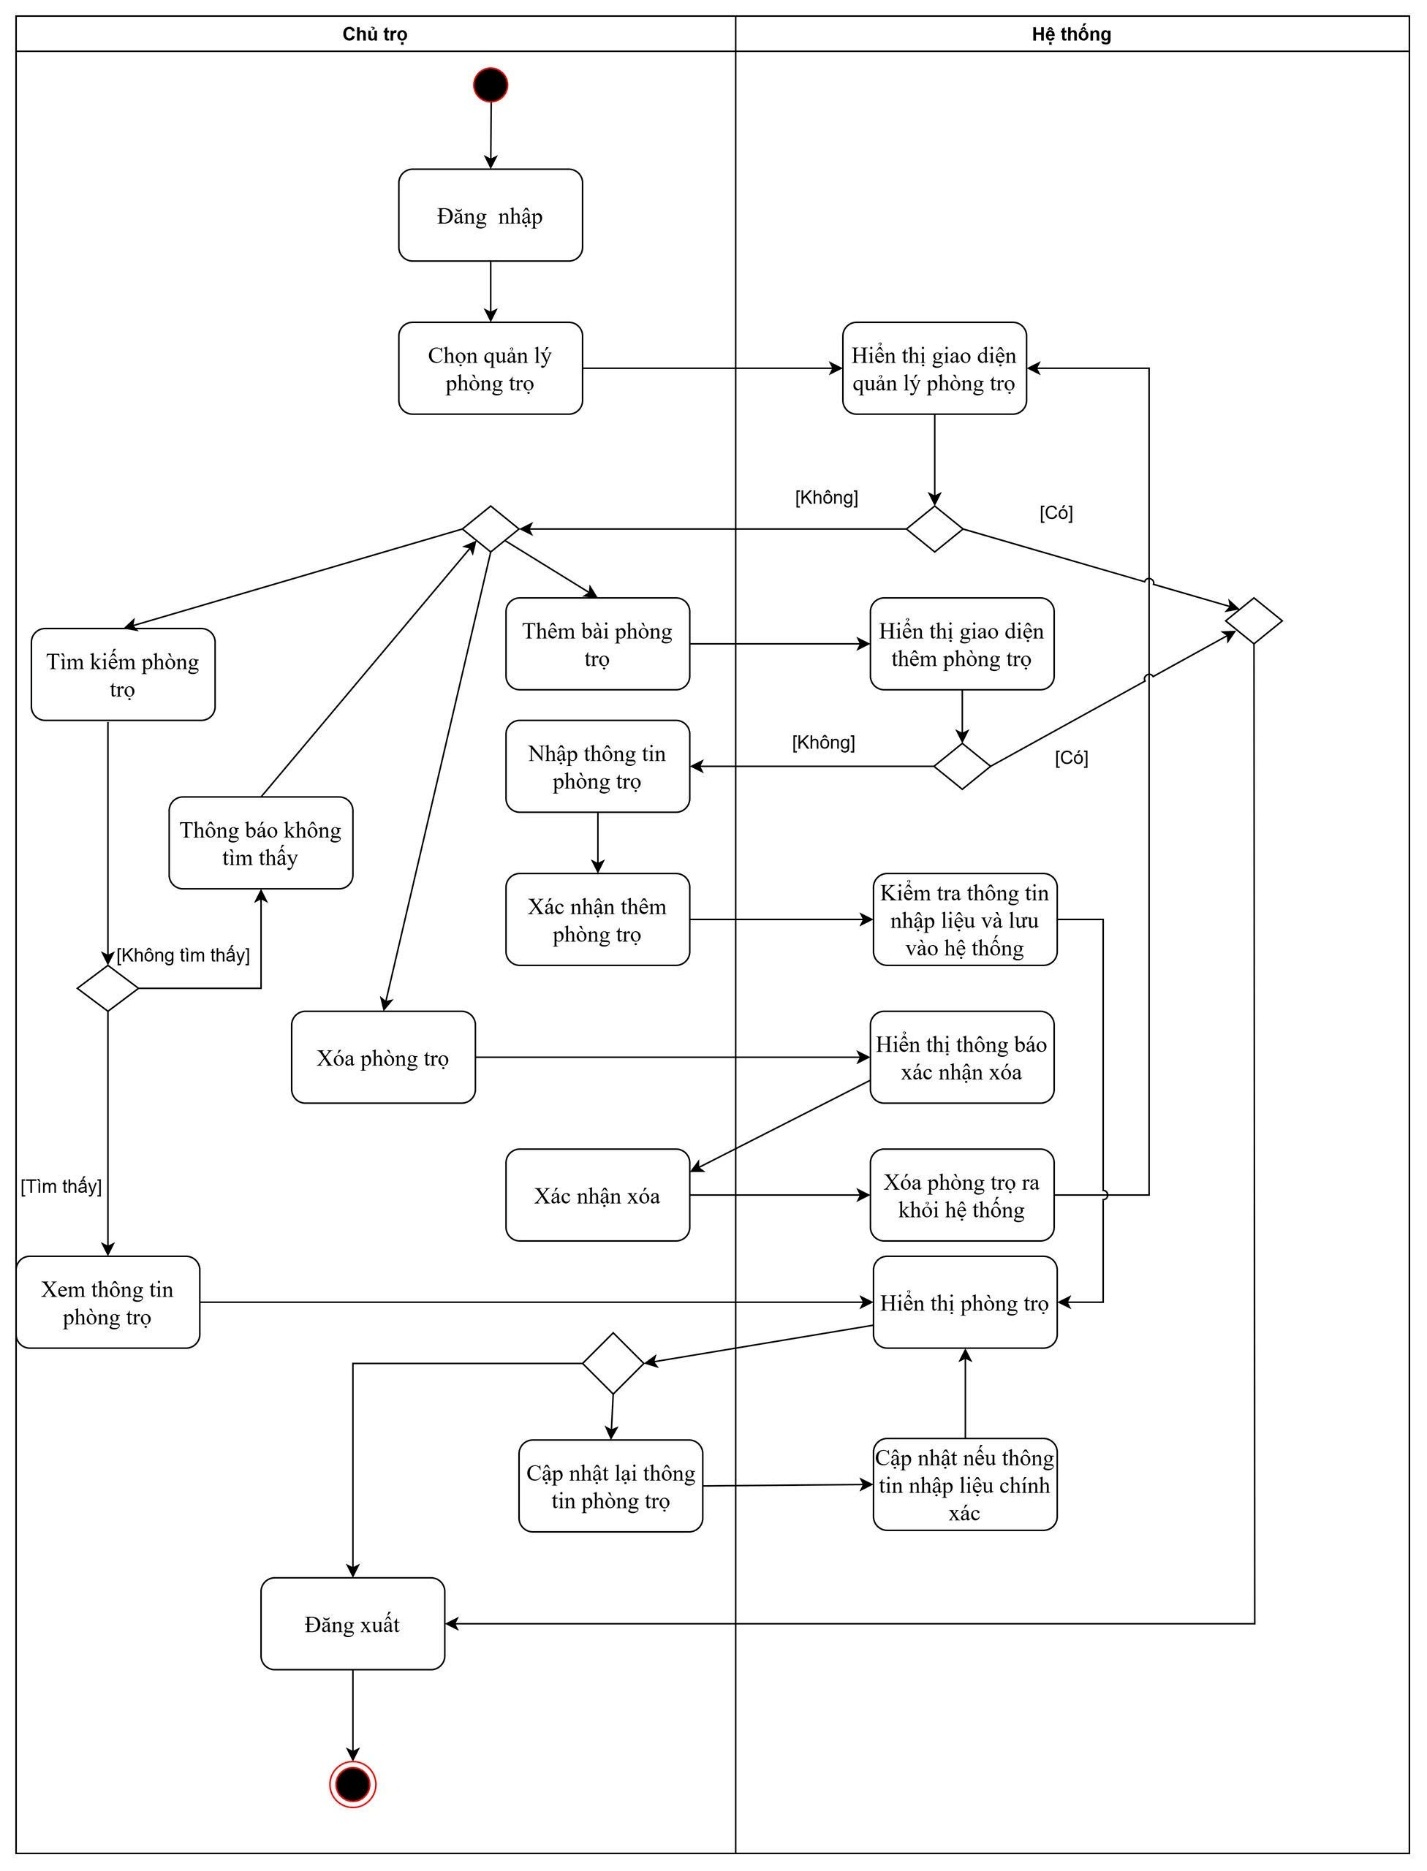 Chủ trọ
Hệ thống
Đăng nhập
Chọn quản lý
phòng trọ
Hiển thị giao diện
quản lý phòng trọ
[Không]
[Có]
Thêm bài phòng
trọ
Hiển thị giao diện
thêm phòng trọ
Tìm kiếm phòng
trọ
[Không]
[Có]
Nhập thông tin
phòng trọ
Thông báo không
tìm thấy
Xác nhận thêm
phòng trọ
Kiểm tra thông tin
nhập liệu và lưu
vào hệ thống
[Không tìm thấy]
Xóa phòng trọ
Hiển thị thông báo
xác nhận xóa
[Tìm thấy]
Xác nhận xóa
Xóa phòng trọ ra
khỏi hệ thống
Xem thông tin
phòng trọ
Hiển thị phòng trọ
Cập nhật lại thông
tin phòng trọ
Cập nhật nếu thông
tin nhập liệu chính
xác
Đăng xuất